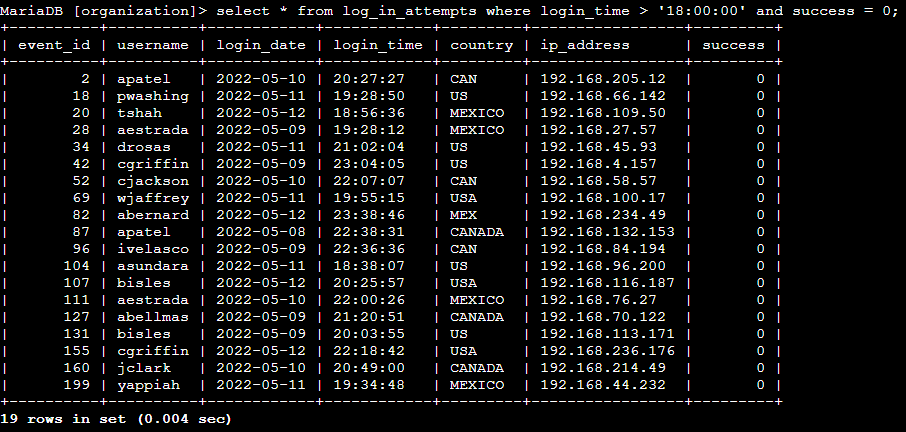 MariaDB [organization]> select * from log_in_attempts where login_time > '18:00:00' and success = 0;
+----------+----------+------------+------------+---------+-----------------+---------+
| event_id | username | login_date | login_time | country | ip_address      | success |
+----------+----------+------------+------------+---------+-----------------+---------+
|        2 | apatel   | 2022-05-10 | 20:27:27   | CAN     | 192.168.205.12  |       0 |
|       18 | pwashing | 2022-05-11 | 19:28:50   | US      | 192.168.66.142  |       0 |
|       20 | tshah    | 2022-05-12 | 18:56:36   | MEXICO  | 192.168.109.50  |       0 |
|       28 | aestrada | 2022-05-09 | 19:28:12   | MEXICO  | 192.168.27.57   |       0 |
|       34 | drosas   | 2022-05-11 | 21:02:04   | US      | 192.168.45.93   |       0 |
|       42 | cgriffin | 2022-05-09 | 23:04:05   | US      | 192.168.4.157   |       0 |
|       52 | cjackson | 2022-05-10 | 22:07:07   | CAN     | 192.168.58.57   |       0 |
|       69 | wjaffrey | 2022-05-11 | 19:55:15   | USA     | 192.168.100.17  |       0 |
|       82 | abernard | 2022-05-12 | 23:38:46   | MEX     | 192.168.234.49  |       0 |
|       87 | apatel   | 2022-05-08 | 22:38:31   | CANADA  | 192.168.132.153 |       0 |
|       96 | ivelasco | 2022-05-09 | 22:36:36   | CAN     | 192.168.84.194  |       0 |
|      104 | asundara | 2022-05-11 | 18:38:07   | US      | 192.168.96.200  |       0 |
|      107 | bisles   | 2022-05-12 | 20:25:57   | USA     | 192.168.116.187 |       0 |
|      111 | aestrada | 2022-05-10 | 22:00:26   | MEXICO  | 192.168.76.27   |       0 |
|      127 | abellmas | 2022-05-09 | 21:20:51   | CANADA  | 192.168.70.122  |       0 |
|      131 | bisles   | 2022-05-09 | 20:03:55   | US      | 192.168.113.171 |       0 |
|      155 | cgriffin | 2022-05-12 | 22:18:42   | USA     | 192.168.236.176 |       0 |
|      160 | jclark   | 2022-05-10 | 20:49:00   | CANADA  | 192.168.214.49  |       0 |
|      199 | yappiah  | 2022-05-11 | 19:34:48   | MEXICO  | 192.168.44.232  |       0 |
+----------+----------+------------+------------+---------+-----------------+---------+
19 rows in set (0.004 sec)